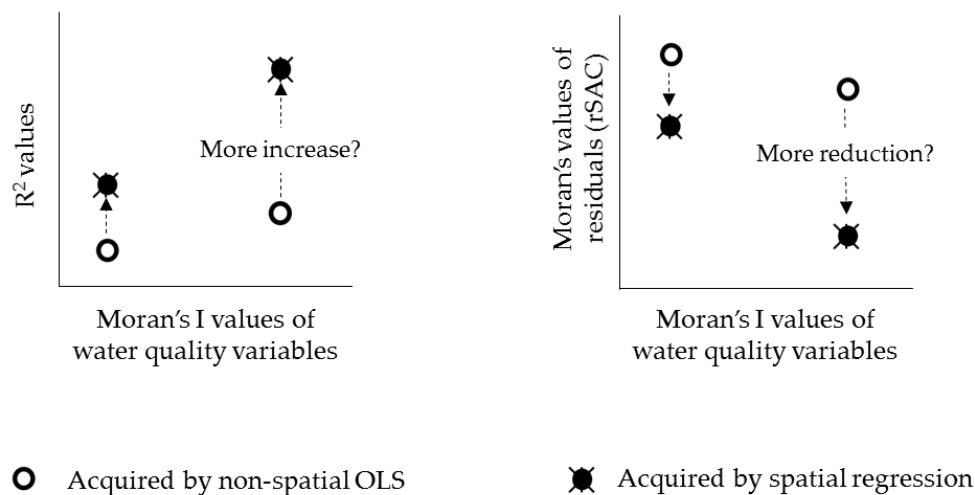 R² values
More increase?
Moran's I values of
water quality variables
Moran's values of
residuals (rSAC)
More reduction?
Moran's I values of
water quality variables
Acquired by non-spatial OLS
Acquired by spatial regression